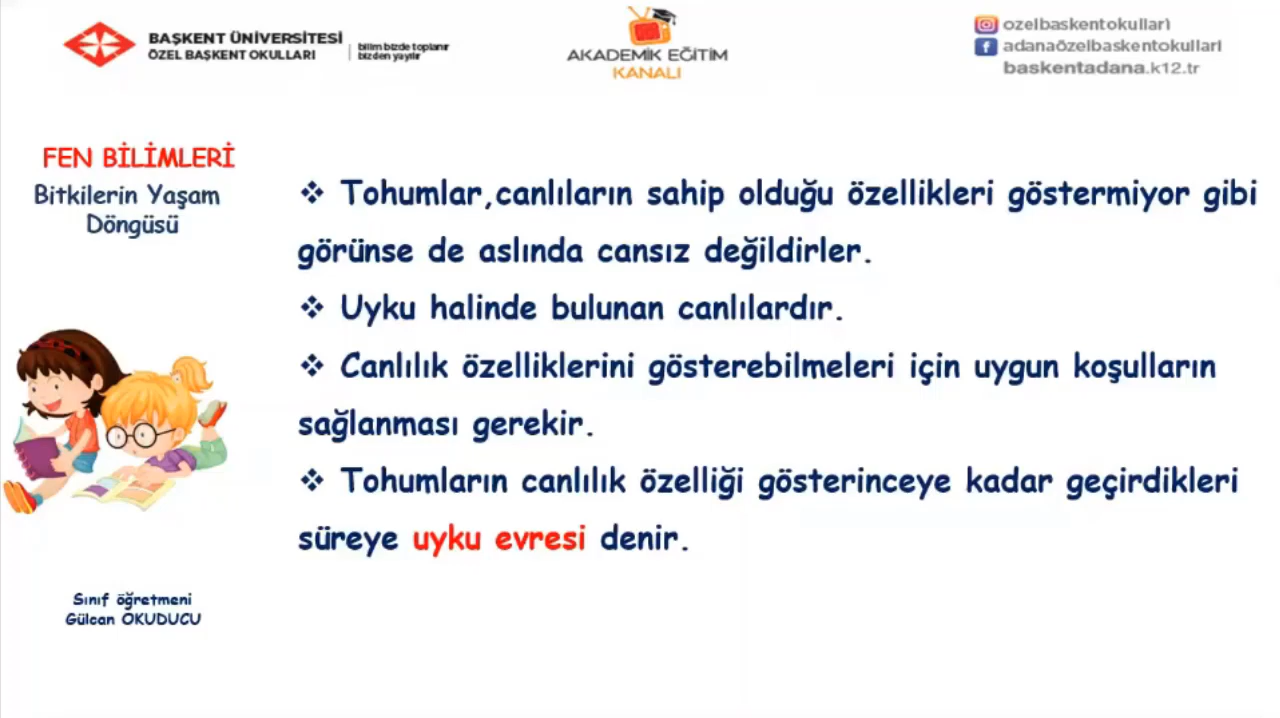 BAŞKENT ÜNİVERSİTESİ
ÖZEL BAŞKENT OKULLARI
bilim bizde toplanır
bizden yayılır
AKADEMİK EĞİTİM
KANALI
ozelbaskentokullari
adanaözelbaskentokullari
baskentadana.k12.tr
FEN BİLİMLERİ
Bitkilerin Yaşam
Döngüsü
❖ Tohumlar,canlıların sahip olduğu özellikleri göstermiyor gibi
görünse de aslında cansız değildirler.
❖ Uyku halinde bulunan canlılardır.
❖ Canlılık özelliklerini gösterebilmeleri için uygun koşulların
sağlanması gerekir.
❖ Tohumların canlılık özelliği gösterinceye kadar geçirdikleri
süreye uyku evresi denir.
Sınıf öğretmeni
Gülcan OKUDUCU